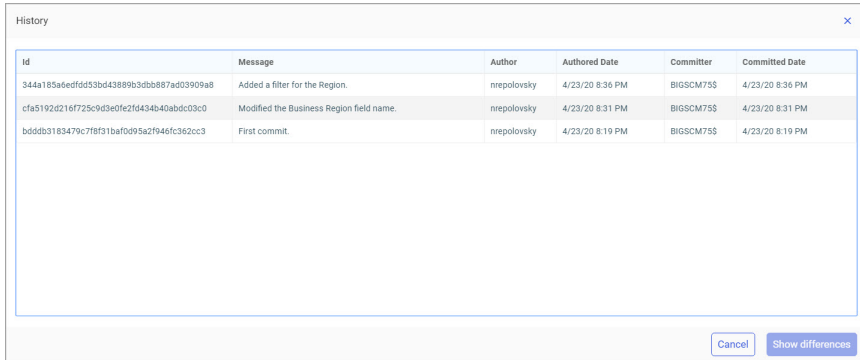 History
Id Message Author Authored Date Committer Committed Date
344a185a6edfdd53bd43889b3dbb887ad03909a8 Added a filter for the Region. nrepolovsky 4/23/20 8:36 PM BIGSCM75$ 4/23/20 8:36 PM
cfa5192d216f725c9d3e0fe2fd434b40abdc03c0 Modified the Business Region field name. nrepolovsky 4/23/20 8:31 PM BIGSCM75$ 4/23/20 8:31 PM
bdddb3183479c7f8f31baf0d95a2f946fc362cc3 First commit. nrepolovsky 4/23/20 8:19 PM BIGSCM75$ 4/23/20 8:19 PM
Cancel Show differences